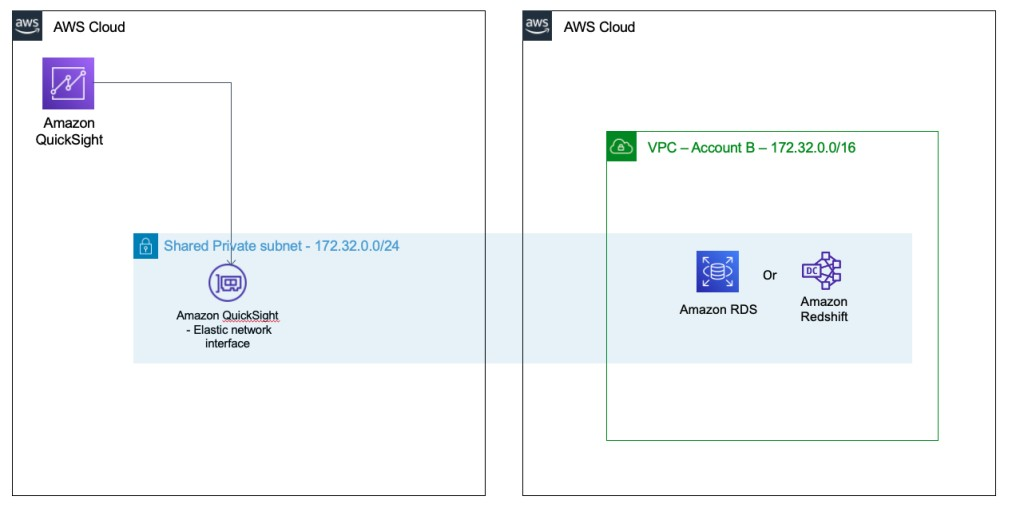 aws
AWS Cloud
aws
AWS Cloud
Amazon
QuickSight
VPC – Account B – 172.32.0.0/16
Shared Private subnet - 172.32.0.0/24
Amazon QuickSight
- Elastic network
interface
Amazon RDS
Or
DC
Amazon
Redshift